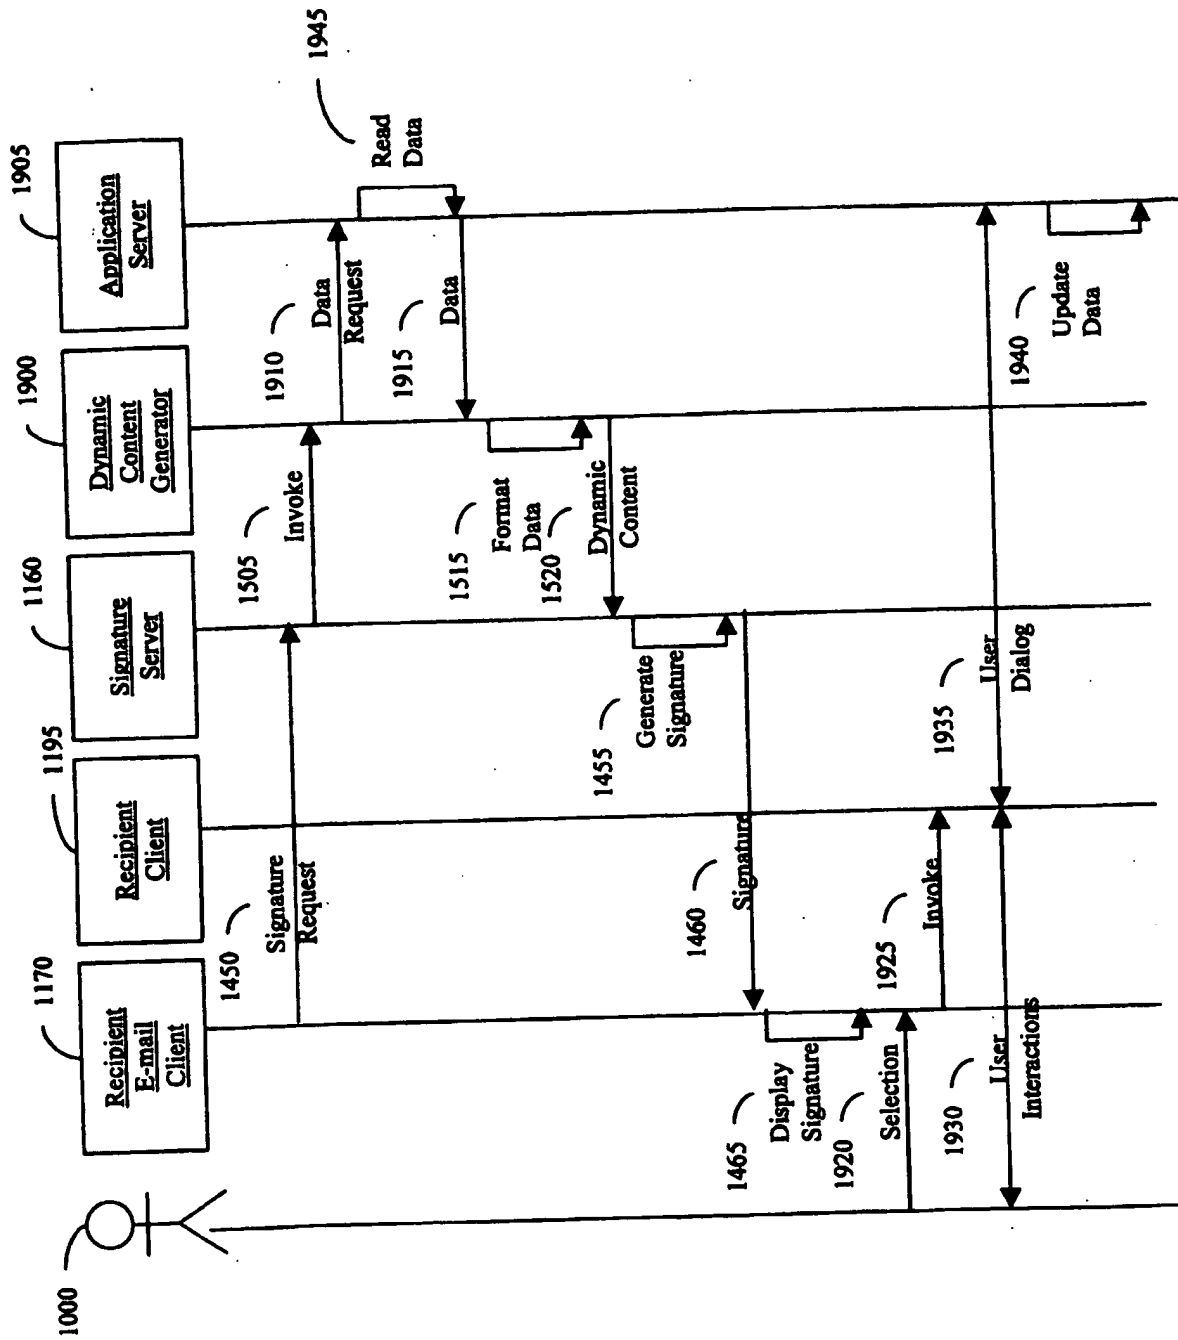 1000
1170
Recipient
E-mail
Client
1195
Recipient
Client
1160
Signature
Server
1900
Dynamic
Content
Generator
1905
Application
Server
1450
Signature
Request
1505
Invoke
1910
Data
Request
1945
Read
Data
1915
Data
1515
Format
Data
1520
Dynamic
Content
1455
Generate
Signature
1460
Signature
1465
Display
Signature
1920
Selection
1925
Invoke
1930
User
Interactions
1935
User
Dialog
1940
Update
Data